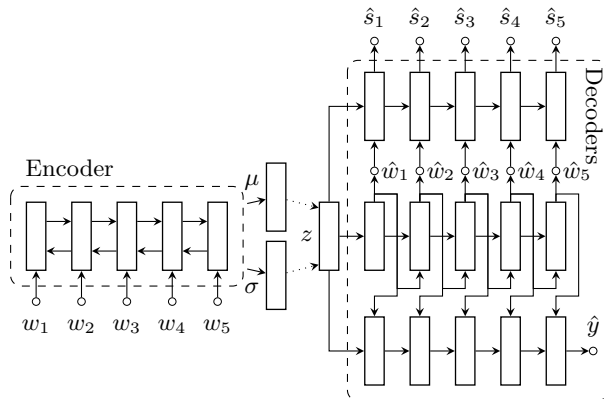 ŝ₁ ŝ₂ ŝ₃ ŝ₄ ŝ₅
Decoders
Encoder
μ
ŵ₁ ŵ₂ ŵ₃ ŵ₄ ŵ₅
z
σ
w₁ w₂ w₃ w₄ w₅
ŷ